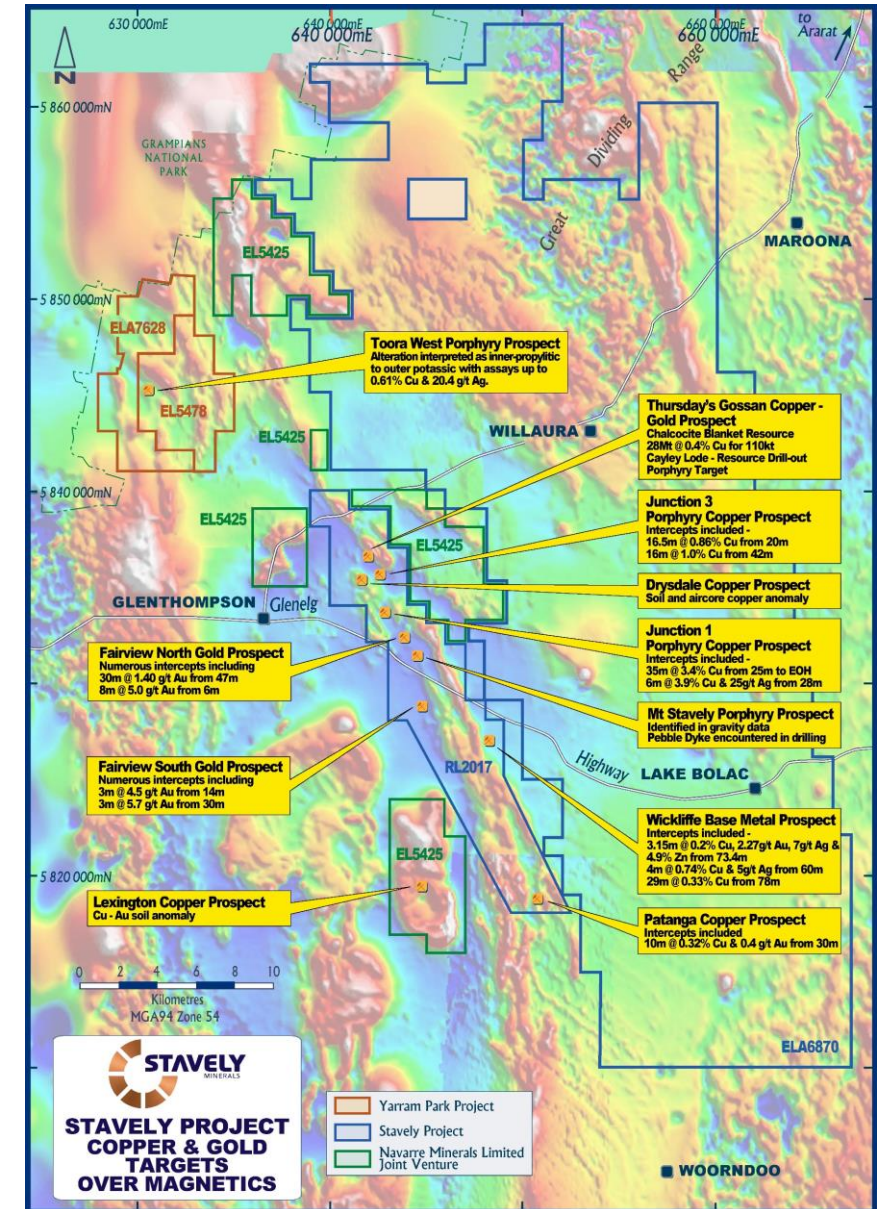 630 000mE
640 000mE
640 000mE
660 000mE
660 000mE
to
Ararat
N
5 860 000mN
5 850 000mN
5 840 000mN
5 820 000mN
GRAMPIANS
NATIONAL
PARK
Great Dividing Range
MAROONA
EL5425
ELA7628
EL5478
Toora West Porphyry Prospect
Alteration interpreted as inner-propylitic
to outer potassic with assays up to
0.61% Cu & 20.4 g/t Ag.
EL5425
WILLAURA
Thursday's Gossan Copper -
Gold Prospect
Chalcocite Blanket Resource
28Mt @ 0.4% Cu for 110kt
Cayley Lode - Resource Drill-out
Porphyry Target
EL5425
EL5425
Junction 3
Porphyry Copper Prospect
Intercepts included -
16.5m @ 0.86% Cu from 20m
16m @ 1.0% Cu from 42m
Drysdale Copper Prospect
Soil and aircore copper anomaly
GLENTHOMPSON
Glenelg
Highway
Junction 1
Porphyry Copper Prospect
Intercepts included -
35m @ 3.4% Cu from 25m to EOH
6m @ 3.9% Cu & 25g/t Ag from 28m
Fairview North Gold Prospect
Numerous intercepts including
30m @ 1.40 g/t Au from 47m
8m @ 5.0 g/t Au from 6m
Mt Stavely Porphyry Prospect
Identified in gravity data
Pebble Dyke encountered in drilling
Fairview South Gold Prospect
Numerous intercepts including
3m @ 4.5 g/t Au from 14m
3m @ 5.7 g/t Au from 30m
RL2017
LAKE BOLAC
Wickliffe Base Metal Prospect
Intercepts included -
3.15m @ 0.2% Cu, 2.27g/t Au, 7g/t Ag &
4.9% Zn from 73.4m
4m @ 0.74% Cu & 5g/t Ag from 60m
29m @ 0.33% Cu from 78m
EL5425
Lexington Copper Prospect
Cu - Au soil anomaly
Patanga Copper Prospect
Intercepts included
10m @ 0.32% Cu & 0.4 g/t Au from 30m
0 2 4 6 8 10
Kilometres
MGA94 Zone 54
ELA6870
STAVELY
MINERALS
STAVELY PROJECT
COPPER & GOLD
TARGETS
OVER MAGNETICS
Yarram Park Project
Stavely Project
Navarre Minerals Limited
Joint Venture
WOORNDOO